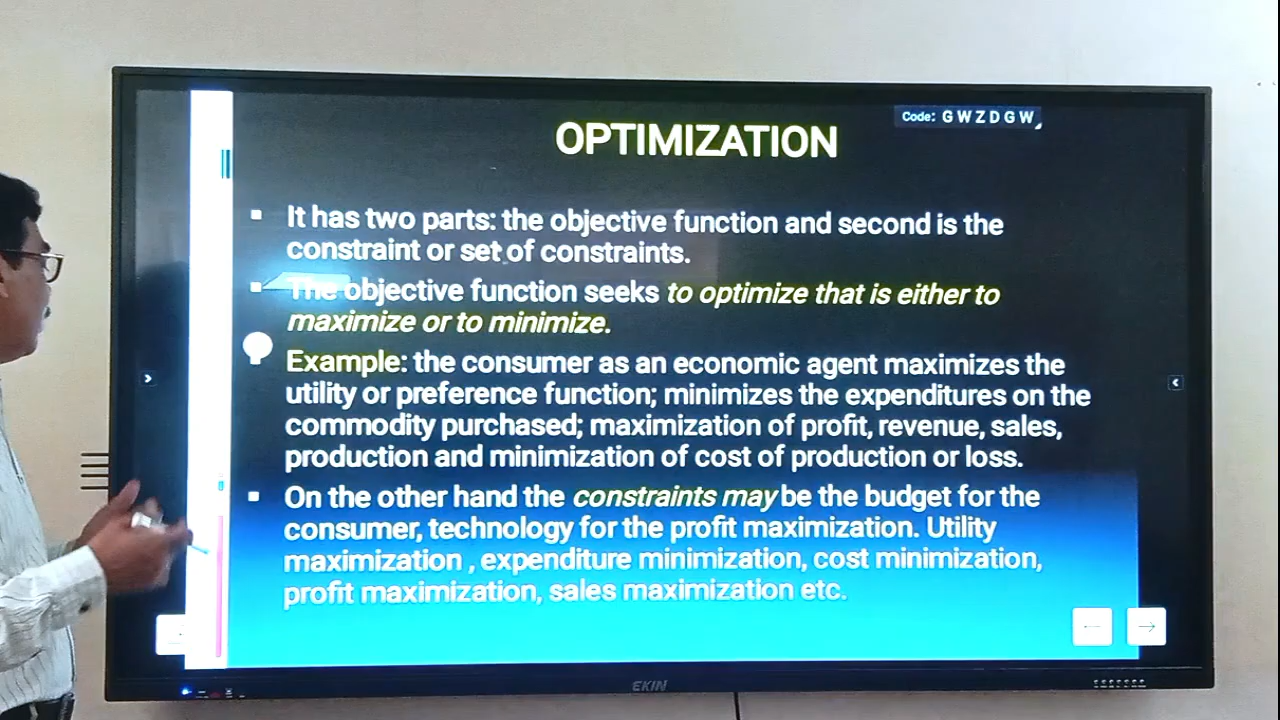 Code: GWZDGW
OPTIMIZATION
It has two parts: the objective function and second is the
constraint or set of constraints.
The objective function seeks to optimize that is either to
maximize or to minimize.
Example: the consumer as an economic agent maximizes the
utility or preference function; minimizes the expenditures on the
commodity purchased; maximization of profit, revenue, sales,
production and minimization of cost of production or loss.
On the other hand the constraints may be the budget for the
consumer, technology for the profit maximization. Utility
maximization , expenditure minimization, cost minimization,
profit maximization, sales maximization etc.
EKIN